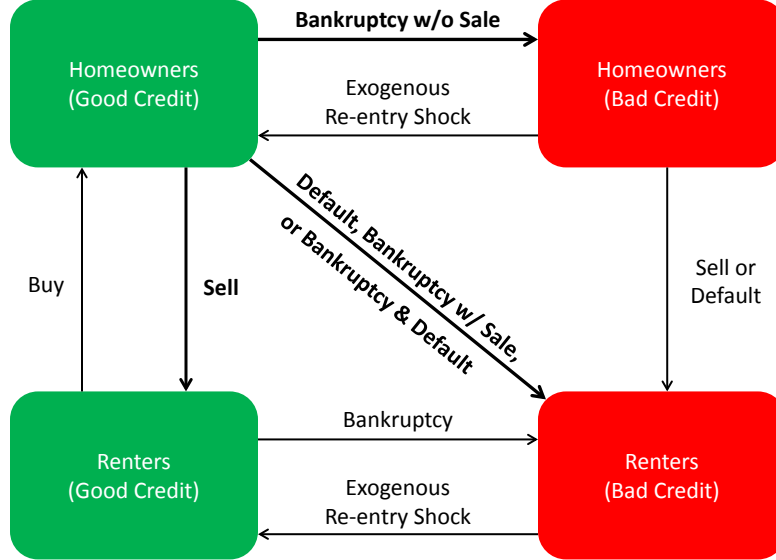 Bankruptcy w/o Sale
Homeowners
(Good Credit)
Exogenous
Re-entry Shock
Homeowners
(Bad Credit)
Default, Bankruptcy w/ Sale,
or Bankruptcy & Default
Buy
Sell
Sell or
Default
Renters
(Good Credit)
Bankruptcy
Exogenous
Re-entry Shock
Renters
(Bad Credit)